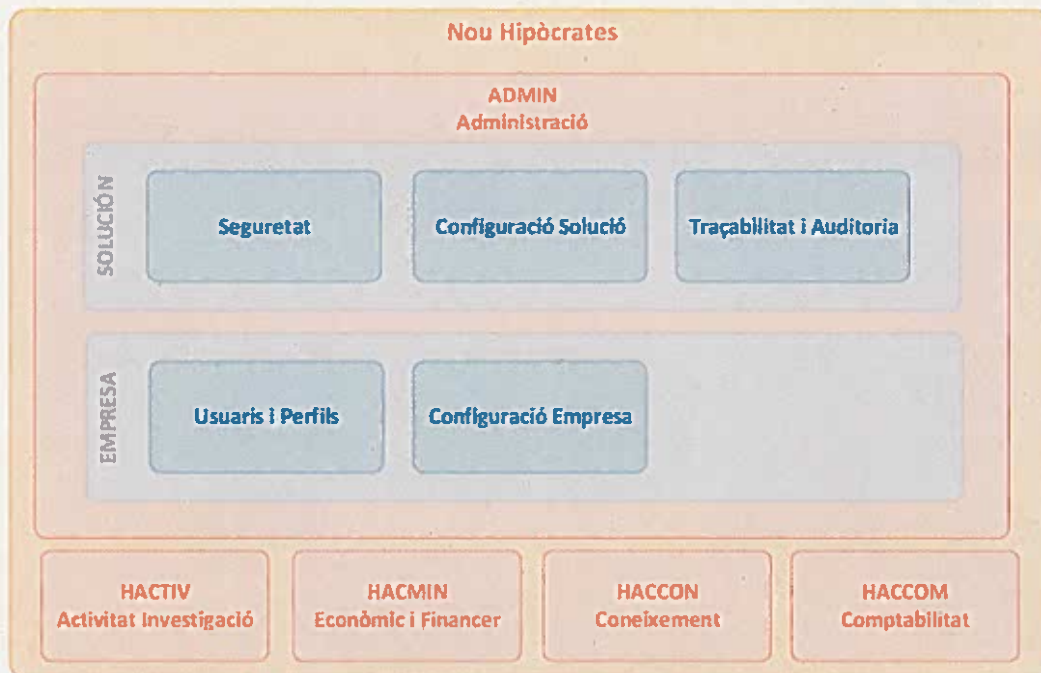 Nou Hipòcrates
ADMIN
Administració
SOLUCIÓN
Seguretat
Configuració Solució
Traçabilitat i Auditoria
EMPRESA
Usuaris i Perfils
Configuració Empresa
HACTIV
Activitat Investigació
HACMIN
Econòmic i Financer
HACCON
Coneixement
HACCOM
Comptabilitat